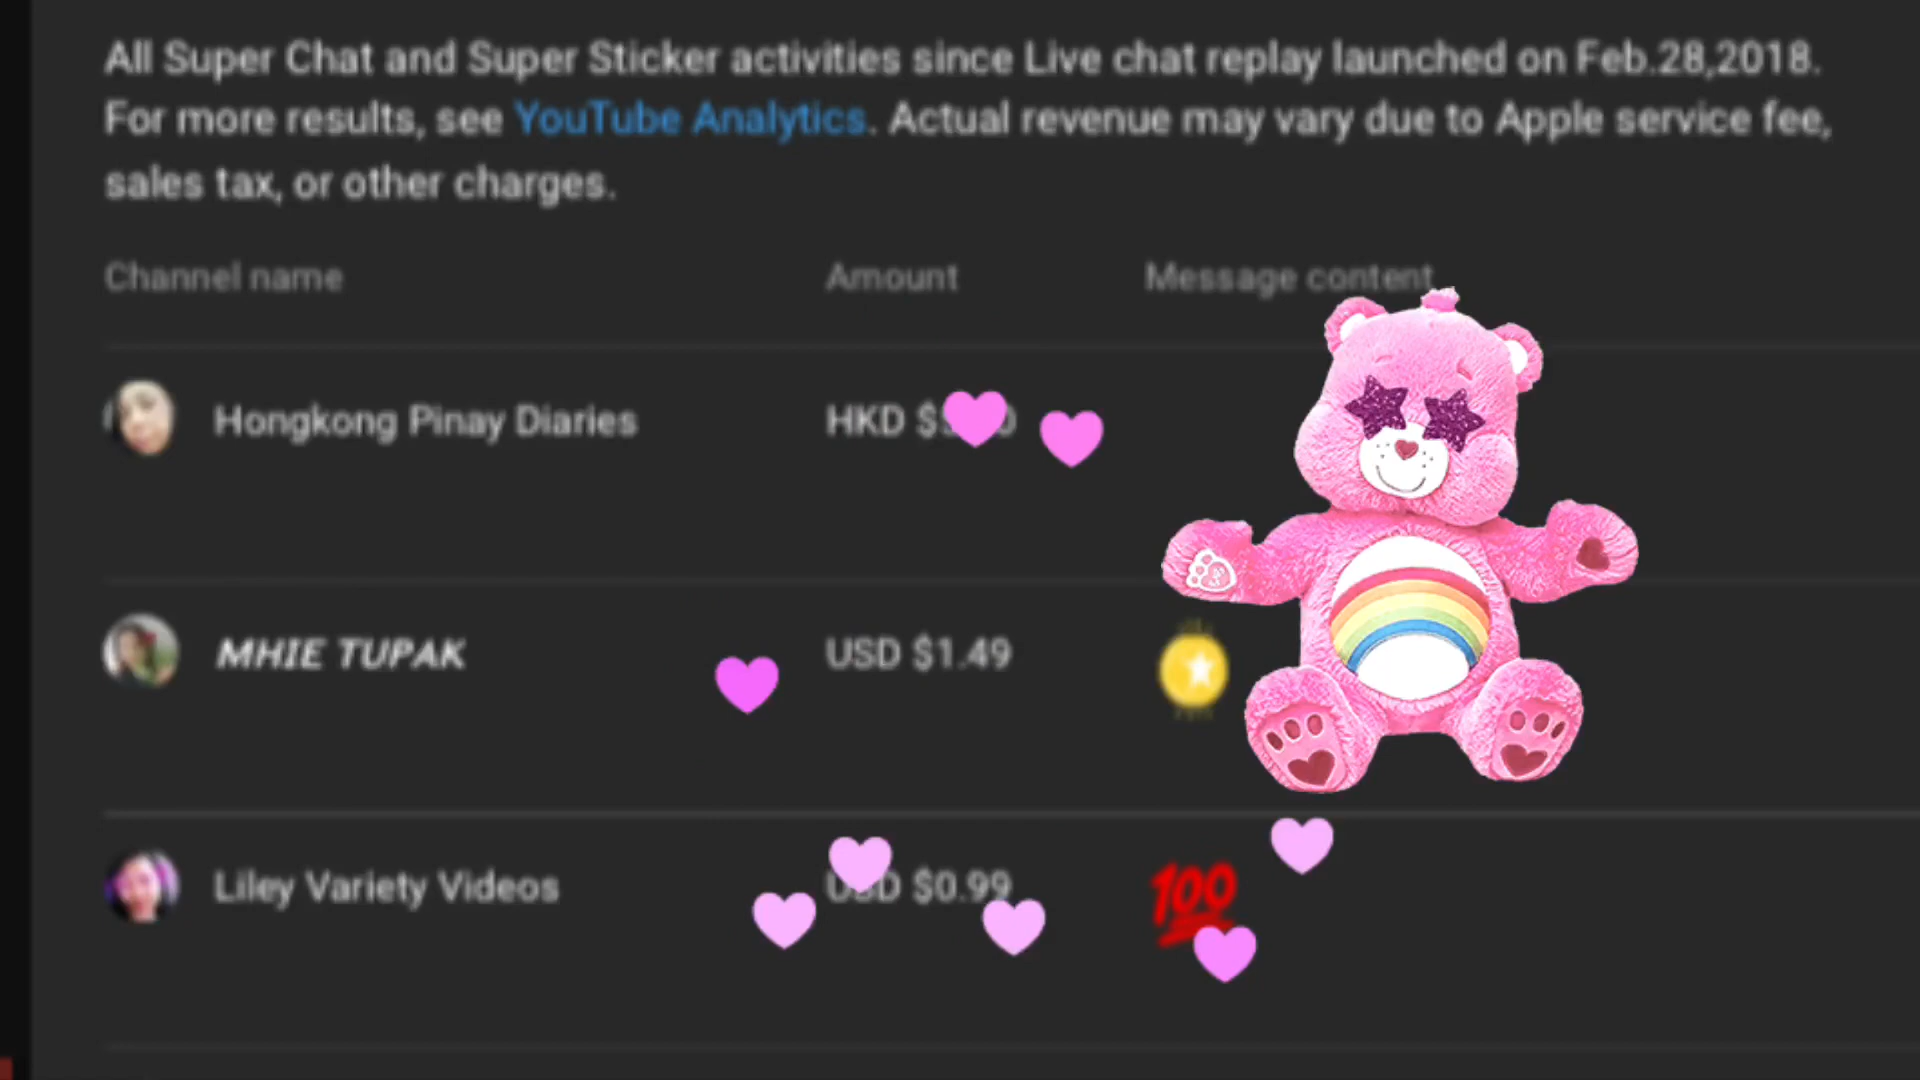 All Super Chat and Super Sticker activities since Live chat replay launched on Feb.28,2018.
For more results, see YouTube Analytics. Actual revenue may vary due to Apple service fee,
sales tax, or other charges.
Channel name Amount Message content
Hongkong Pinay Diaries HKD
MHIE TUPAK USD $1.49
Liley Variety Videos USD $0.99 100